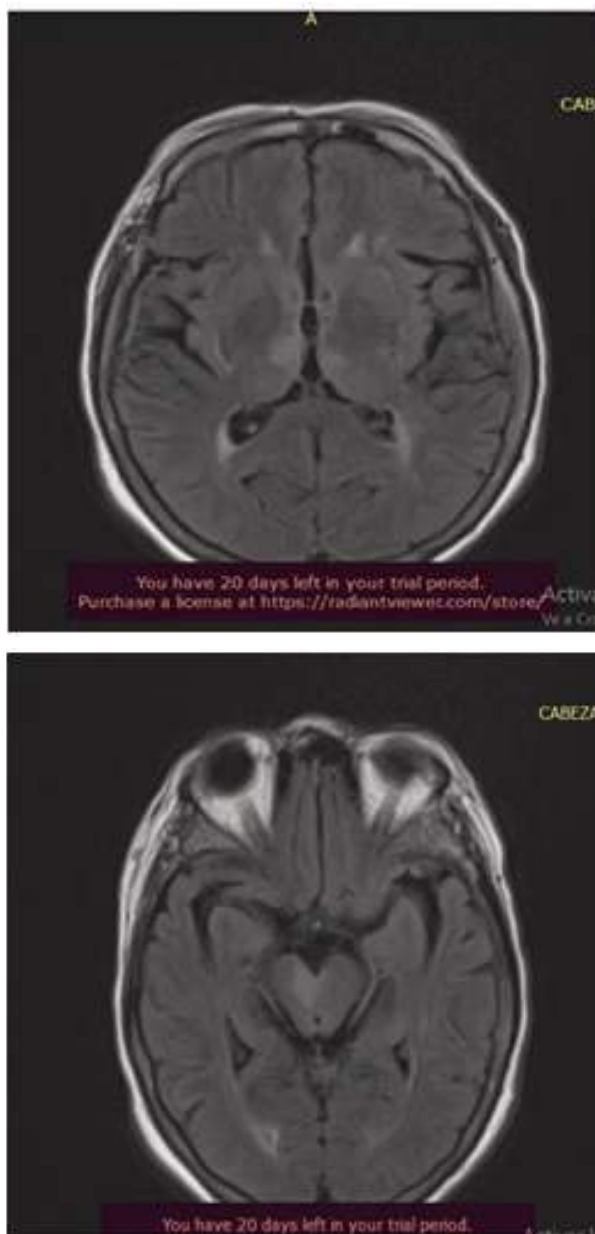 A
CAB
You have 20 days left in your trial period.
Purchase a license at https://radiantviewer.com/store/
Activa
CABEZA
You have 20 days left in your trial period.